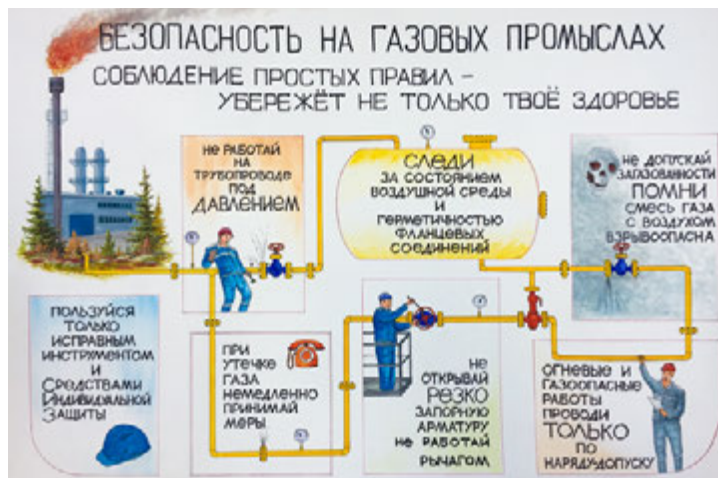 БЕЗОПАСНОСТЬ НА ГАЗОВЫХ ПРОМЫСЛАХ
СОБЛЮДЕНИЕ ПРОСТЫХ ПРАВИЛ –
УБЕРЕЖЁТ НЕ ТОЛЬКО ТВОЁ ЗДОРОВЬЕ
НЕ РАБОТАЙ
НА
ТРУБОПРОВОДЕ
ПОД
ДАВЛЕНИЕМ
СЛЕДИ
ЗА СОСТОЯНИЕМ
ВОЗДУШНОЙ СРЕДЫ
И
ГЕРМЕТИЧНОСТЬЮ
ФЛАНЦЕВЫХ
СОЕДИНЕНИЙ
НЕ ДОПУСКАЙ
ЗАГАЗОВАННОСТИ
ПОМНИ
СМЕСЬ ГАЗА
С ВОЗДУХОМ
ВЗРЫВООПАСНА
ПОЛЬЗУЙСЯ
ТОЛЬКО
ИСПРАВНЫМ
ИНСТРУМЕНТОМ
И
СРЕДСТВАМИ
ИНДИВИДУАЛЬНОЙ
ЗАЩИТЫ
ПРИ
УТЕЧКЕ
ГАЗА
НЕМЕДЛЕННО
ПРИНИМАЙ
МЕРЫ
НЕ
ОТКРЫВАЙ
РЕЗКО
ЗАПОРНУЮ
АРМАТУРУ
НЕ РАБОТАЙ
РЫЧАГОМ
ОГНЕВЫЕ И
ГАЗООПАСНЫЕ
РАБОТЫ
ПРОВОДИ
ТОЛЬКО
ПО
НАРЯДУ-ДОПУСКУ